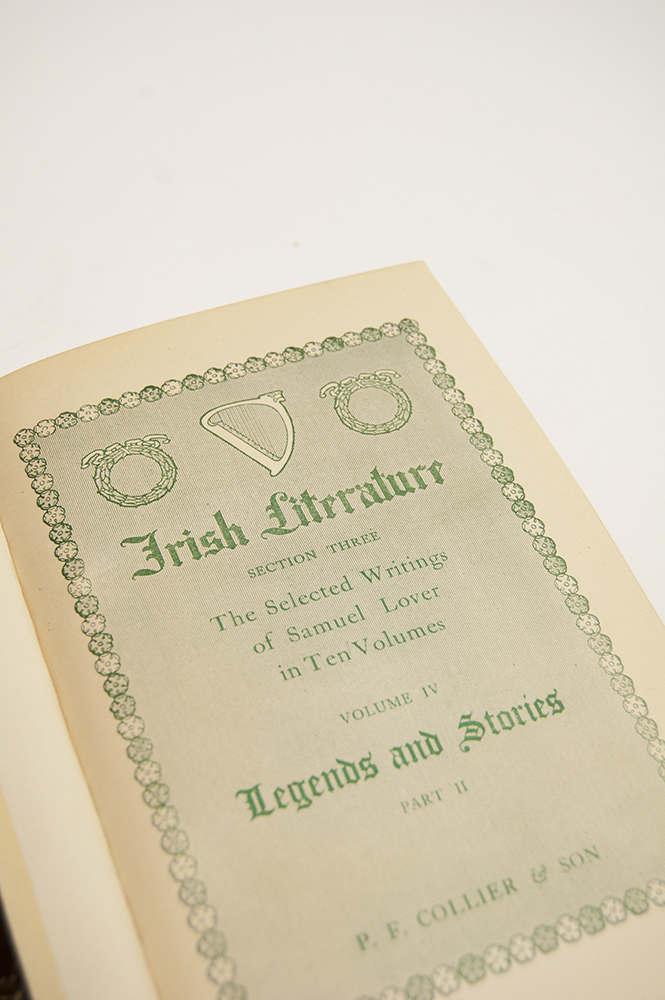 Irish Literature
SECTION THREE
The Selected Writings
of Samuel Lover
in Ten Volumes
VOLUME IV
Legends and Stories
PART II
P. F. COLLIER & SON